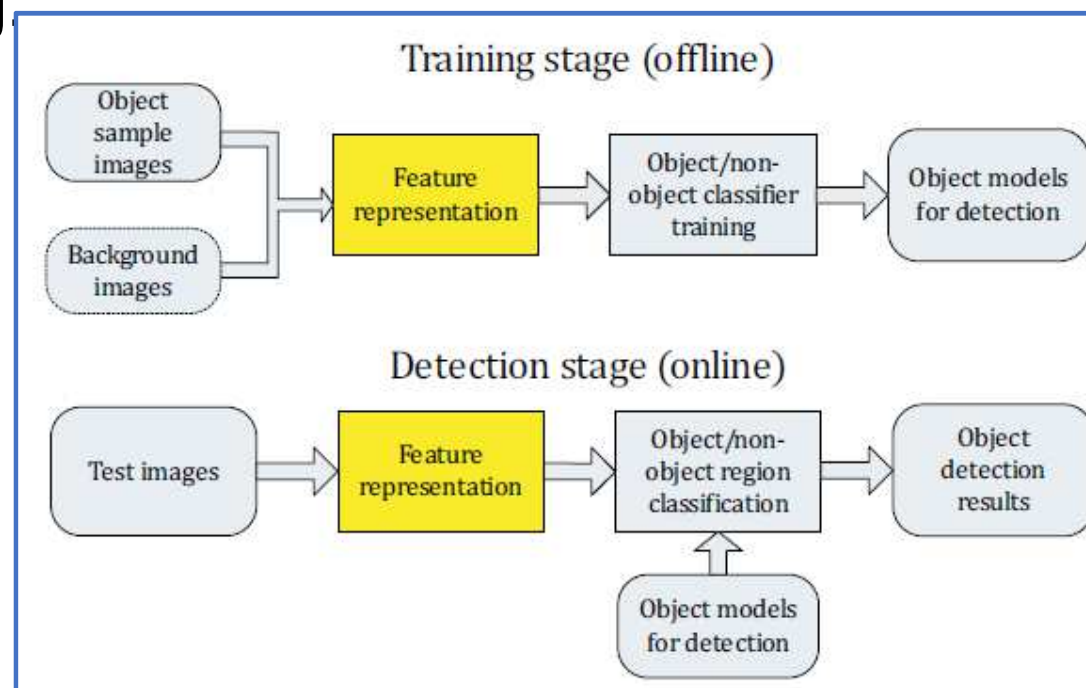 Training stage (offline)
Object
sample
images
Background
images
Feature
representation
Object/non-
object classifier
training
Object models
for detection
Detection stage (online)
Test images
Feature
representation
Object/non-
object region
classification
Object
detection
results
Object models
for detection